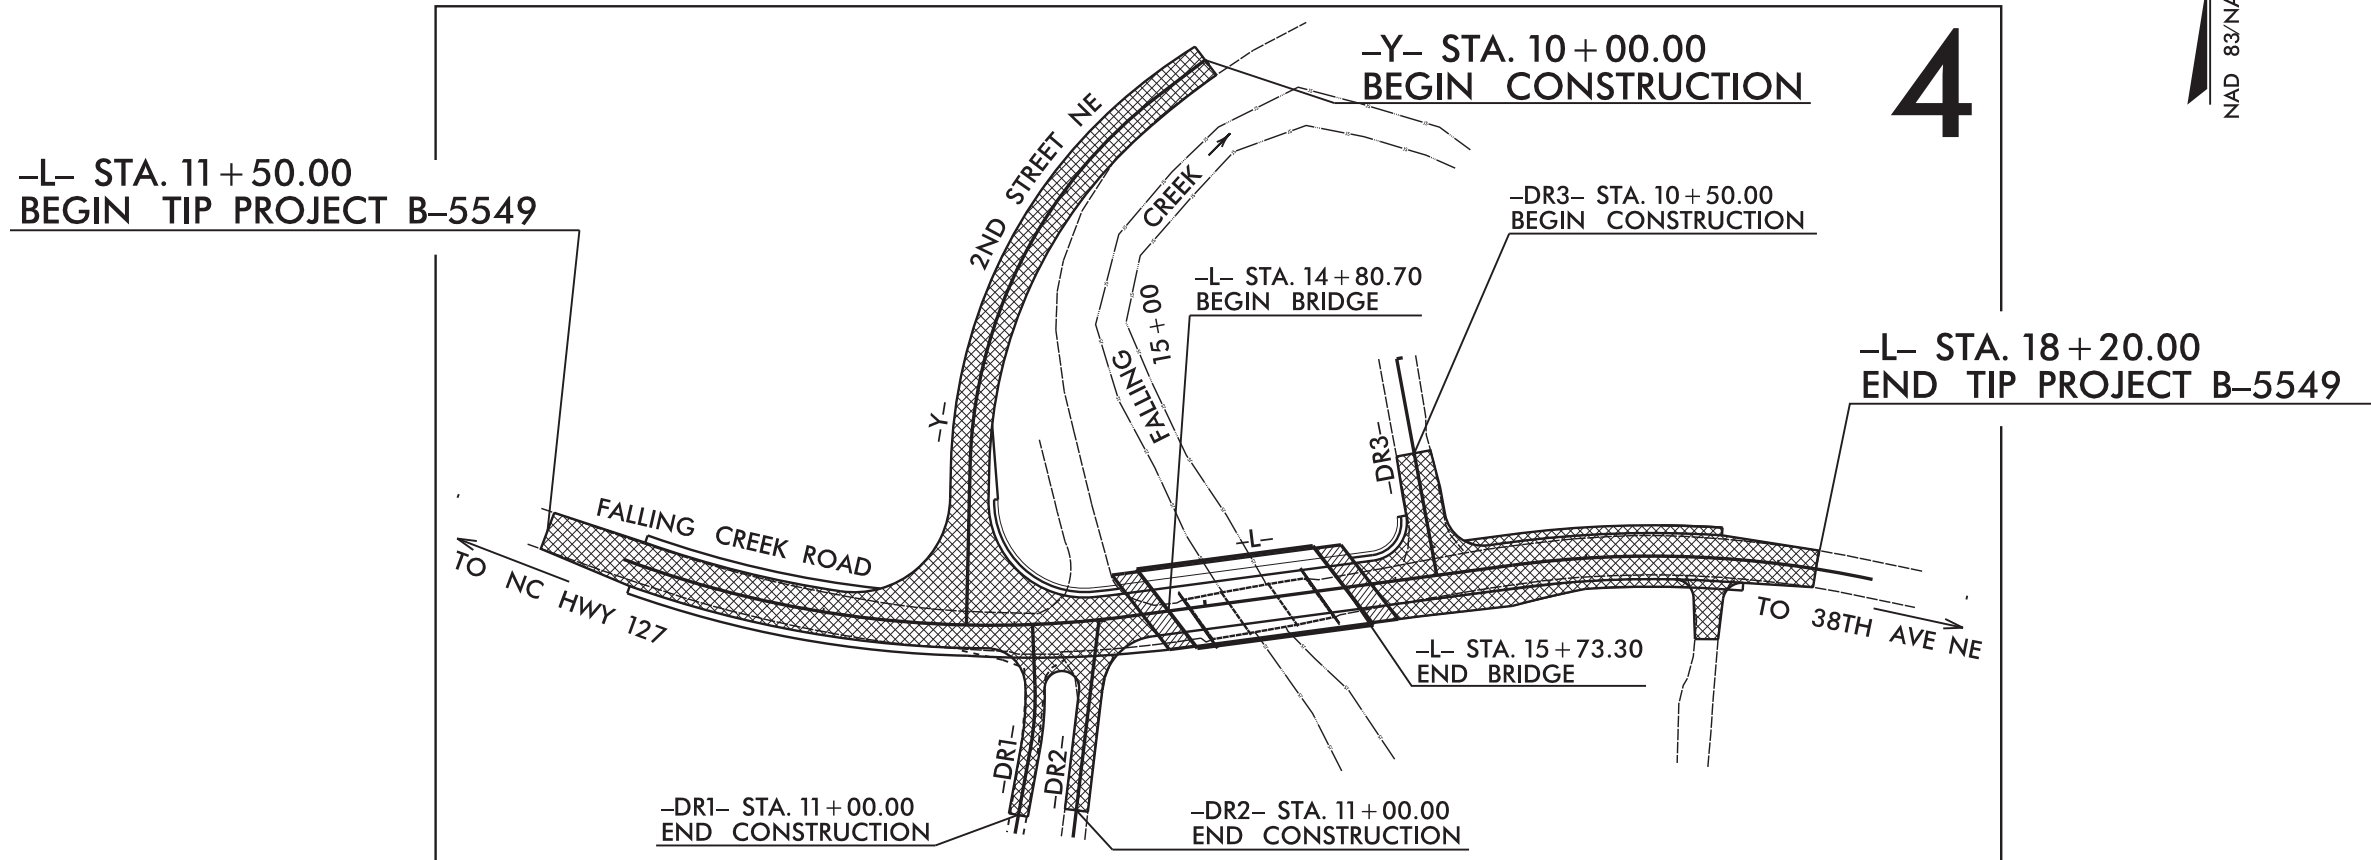 –Y– STA. 10+00.00
BEGIN CONSTRUCTION
4
NAD 83/NA
–L– STA. 11+50.00
BEGIN TIP PROJECT B–5549
2ND STREET NE
CREEK
–DR3– STA. 10+50.00
BEGIN CONSTRUCTION
–L– STA. 14+80.70
BEGIN BRIDGE
15+00
FALLING
–L– STA. 18+20.00
END TIP PROJECT B–5549
–Y–
–DR3–
FALLING CREEK ROAD
–L–
TO NC HWY 127
TO 38TH AVE NE
–L– STA. 15+73.30
END BRIDGE
–DR1–
–DR2–
–DR1– STA. 11+00.00
END CONSTRUCTION
–DR2– STA. 11+00.00
END CONSTRUCTION